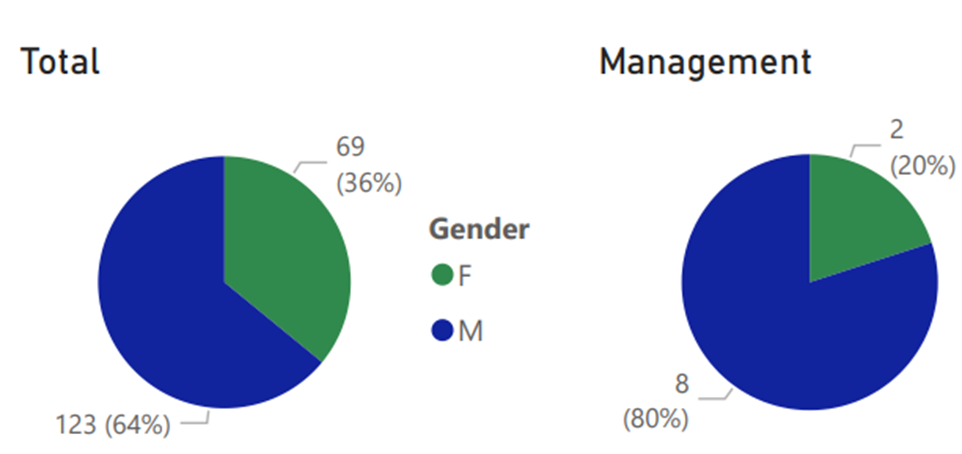 Total
69
(36%)
123 (64%)
Gender
F
M
Management
2
(20%)
8
(80%)